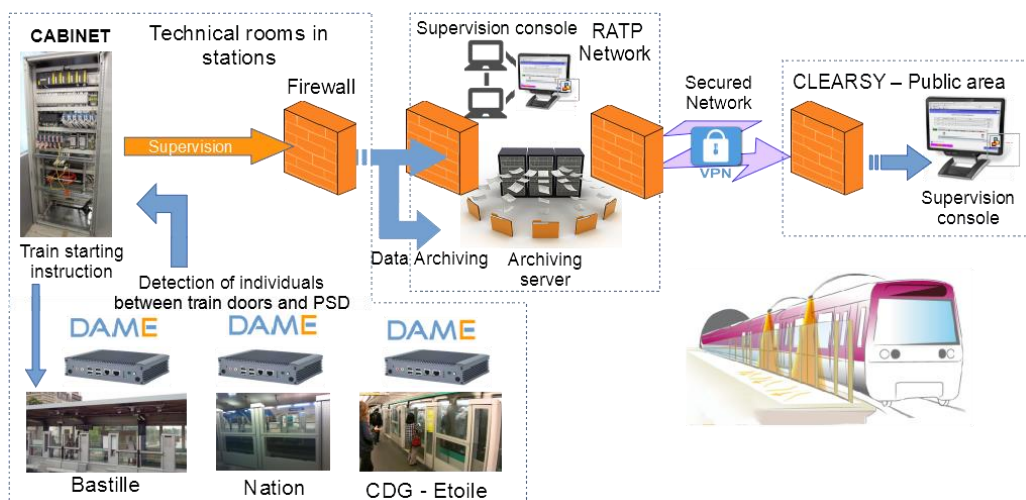 CABINET
Technical rooms in
stations
Firewall
Supervision
Train starting
instruction
Detection of individuals
between train doors and PSD
Data Archiving
Supervision console
RATP
Network
Archiving
server
Secured
Network
VPN
CLEARSY – Public area
Supervision
console
DAME
DAME
DAME
Bastille
Nation
CDG - Etoile